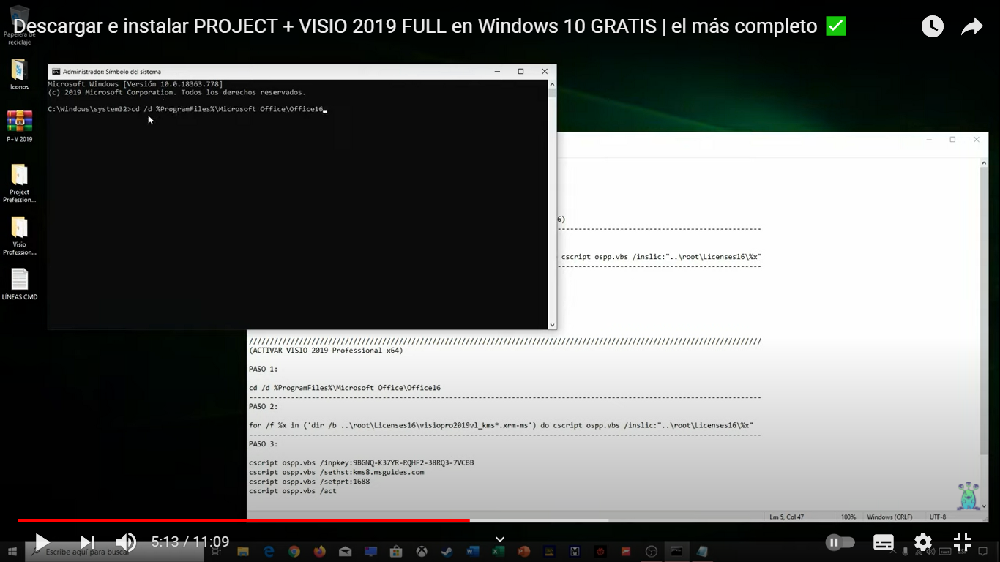 Descargar e instalar PROJECT + VISIO 2019 FULL en Windows 10 GRATIS | el más completo ✅
Papelera de
reciclaje
Iconos
P+V 2019
Project
Prefession...
Visio
Profession...
LÍNEAS CMD
Administrador: Símbolo del sistema
Microsoft Windows [Versión 10.0.18363.778]
(c) 2019 Microsoft Corporation. Todos los derechos reservados.
C:\Windows\system32>cd /d %ProgramFiles%\Microsoft Office\Office16
6)
--------------------------------------------------
cscript ospp.vbs /inslic:"..\root\Licenses16\%x"
--------------------------------------------------
////////////////////////////////////////////////////////////////////////////////////////////////////////////////////////
(ACTIVAR VISIO 2019 Professional x64)
PASO 1:
cd /d %ProgramFiles%\Microsoft Office\Office16
------------------------------------------------------------------------------------------------------------------------
PASO 2:
for /f %x in ('dir /b ..\root\Licenses16\visiopro2019vl_kms*.xrm-ms') do cscript ospp.vbs /inslic:"..\root\Licenses16\%x"
------------------------------------------------------------------------------------------------------------------------
PASO 3:
cscript ospp.vbs /inpkey:9BGNQ-K37YR-RQHF2-38RQ3-7VCBB
cscript ospp.vbs /sethst:kms8.msguides.com
cscript ospp.vbs /setprt:1688
cscript ospp.vbs /act
Lm 5, Col 47
100%
Windows (CRLF)
UTF-8
5:13 / 11:09
Escribe aquí para buscar